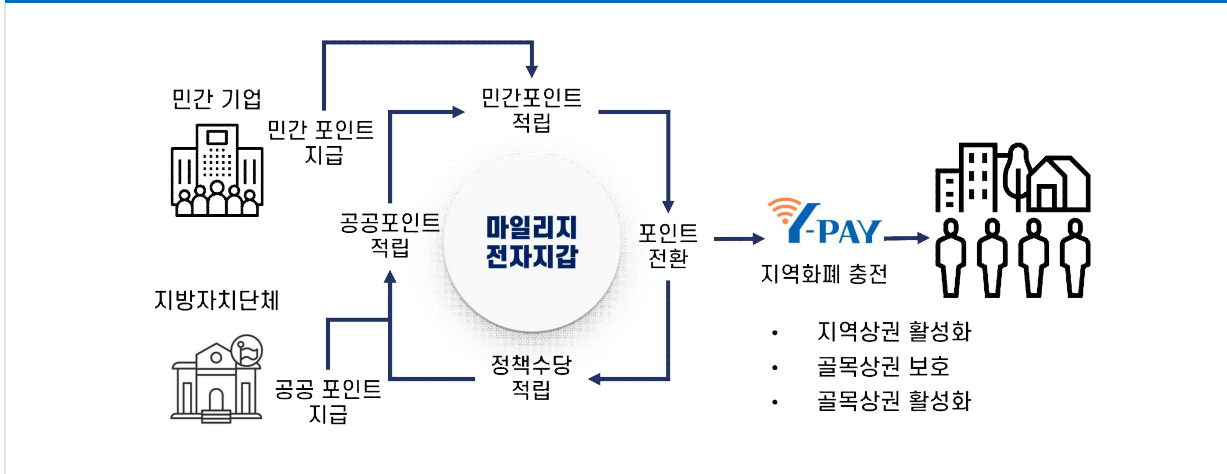 민간 기업
민간 포인트
지급
민간포인트
적립
공공포인트
적립
마일리지
전자지갑
포인트
전환
Y-PAY
지역화폐 충전
지방자치단체
공공 포인트
지급
정책수당
적립
• 지역상권 활성화
• 골목상권 보호
• 골목상권 활성화